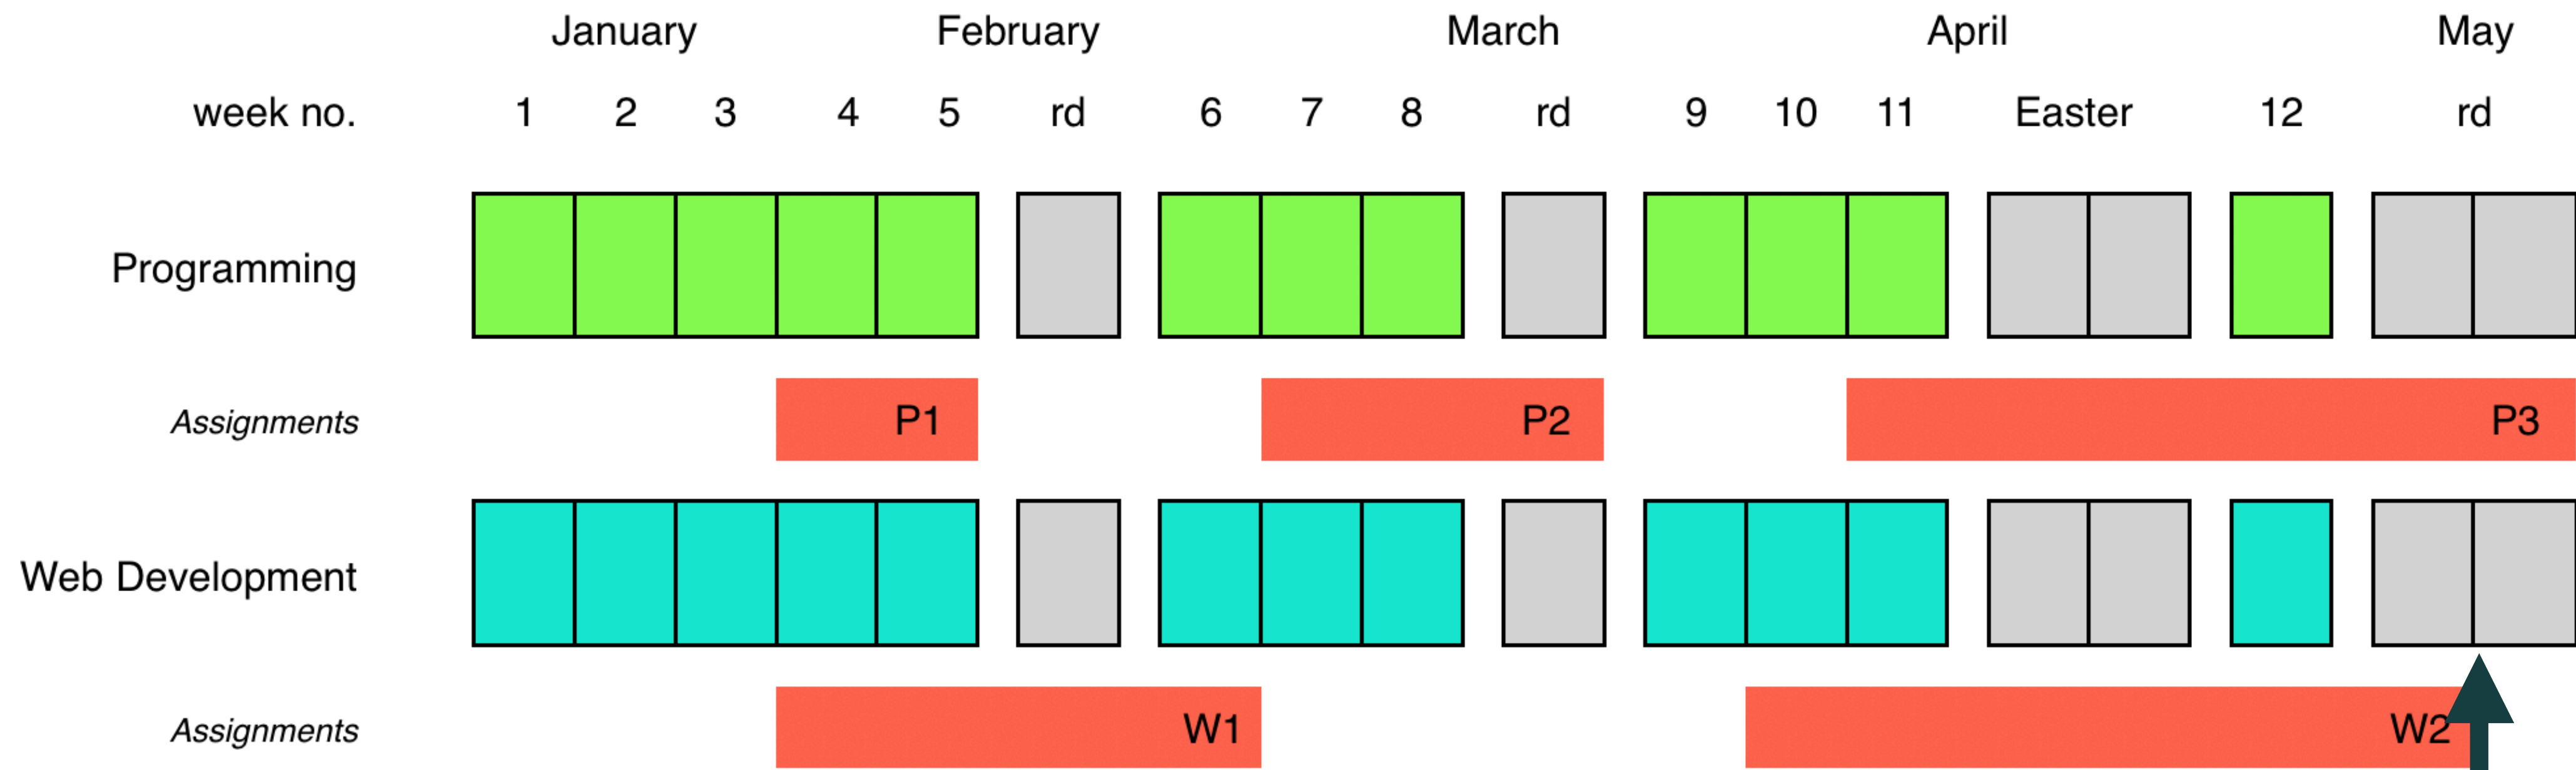 January February March April May
week no. 1 2 3 4 5 rd 6 7 8 rd 9 10 11 Easter 12 rd
Programming
Assignments P1 P2 P3
Web Development
Assignments W1 W2